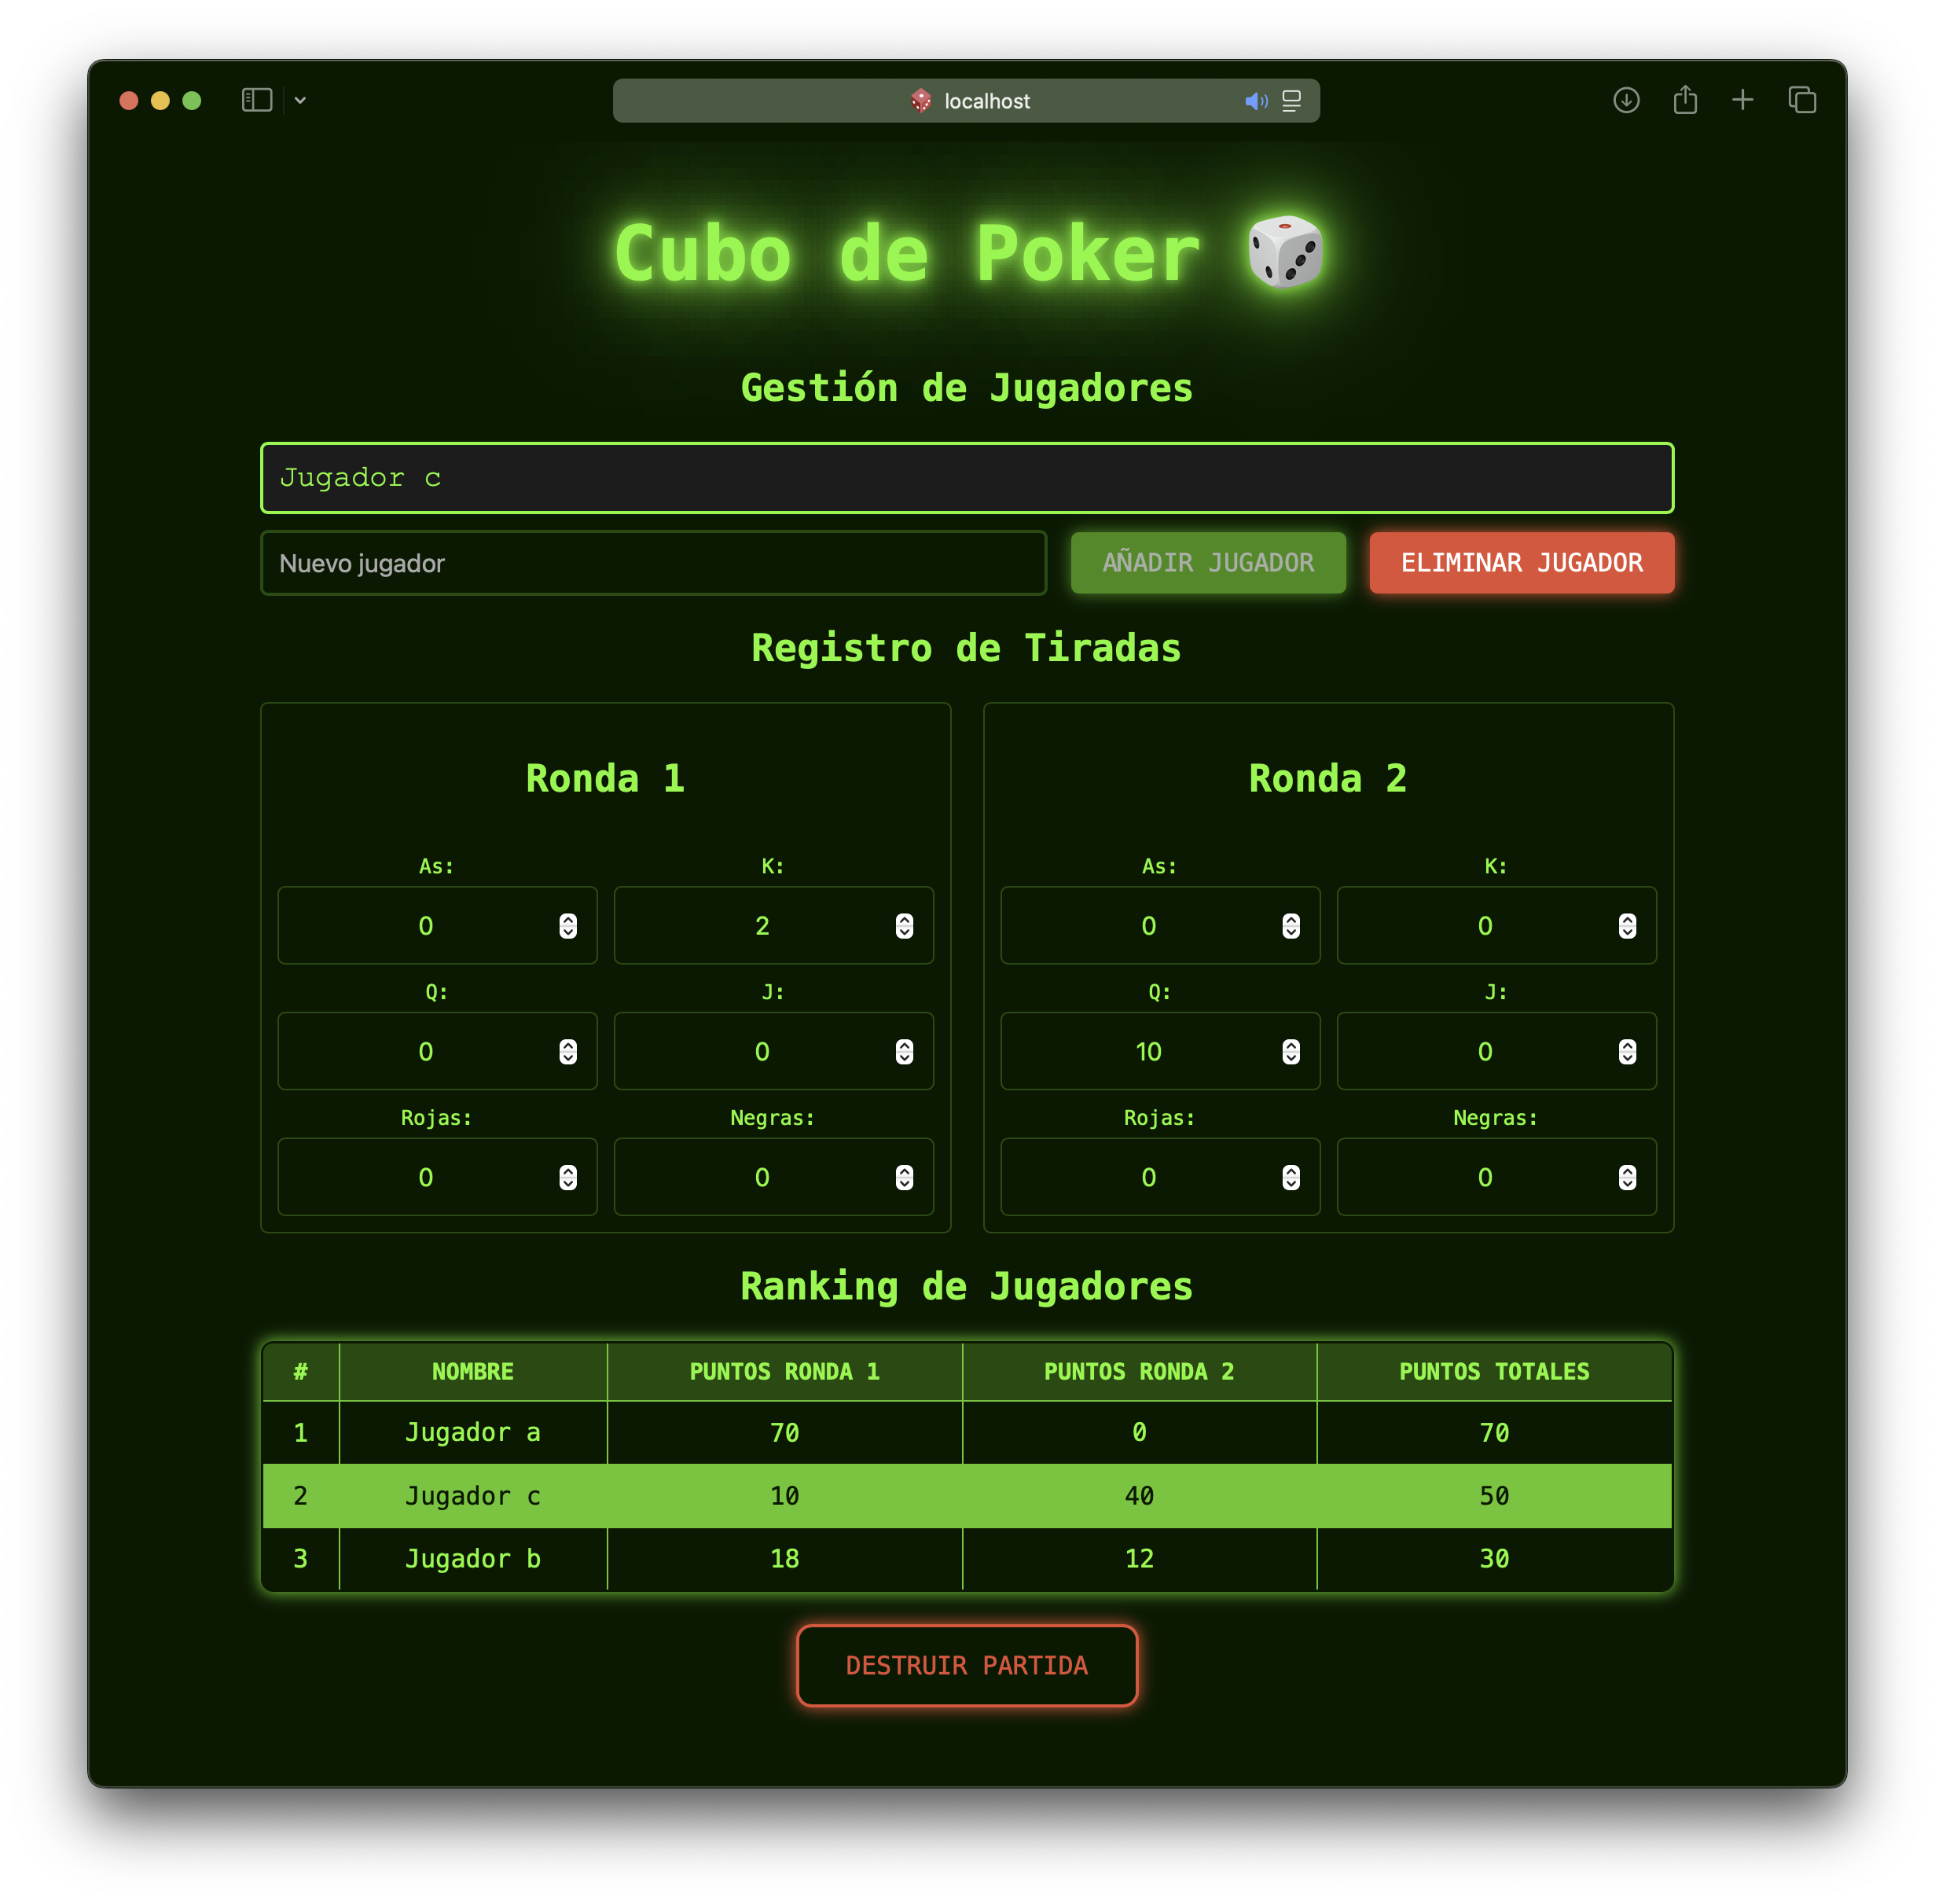 localhost
Cubo de Poker
Gestión de Jugadores
Jugador c
Nuevo jugador
AÑADIR JUGADOR
ELIMINAR JUGADOR
Registro de Tiradas
Ronda 1
As: K:
0 2
Q: J:
0 0
Rojas: Negras:
0 0
Ronda 2
As: K:
0 0
Q: J:
10 0
Rojas: Negras:
0 0
Ranking de Jugadores
# NOMBRE PUNTOS RONDA 1 PUNTOS RONDA 2 PUNTOS TOTALES
1 Jugador a 70 0 70
2 Jugador c 10 40 50
3 Jugador b 18 12 30
DESTRUIR PARTIDA